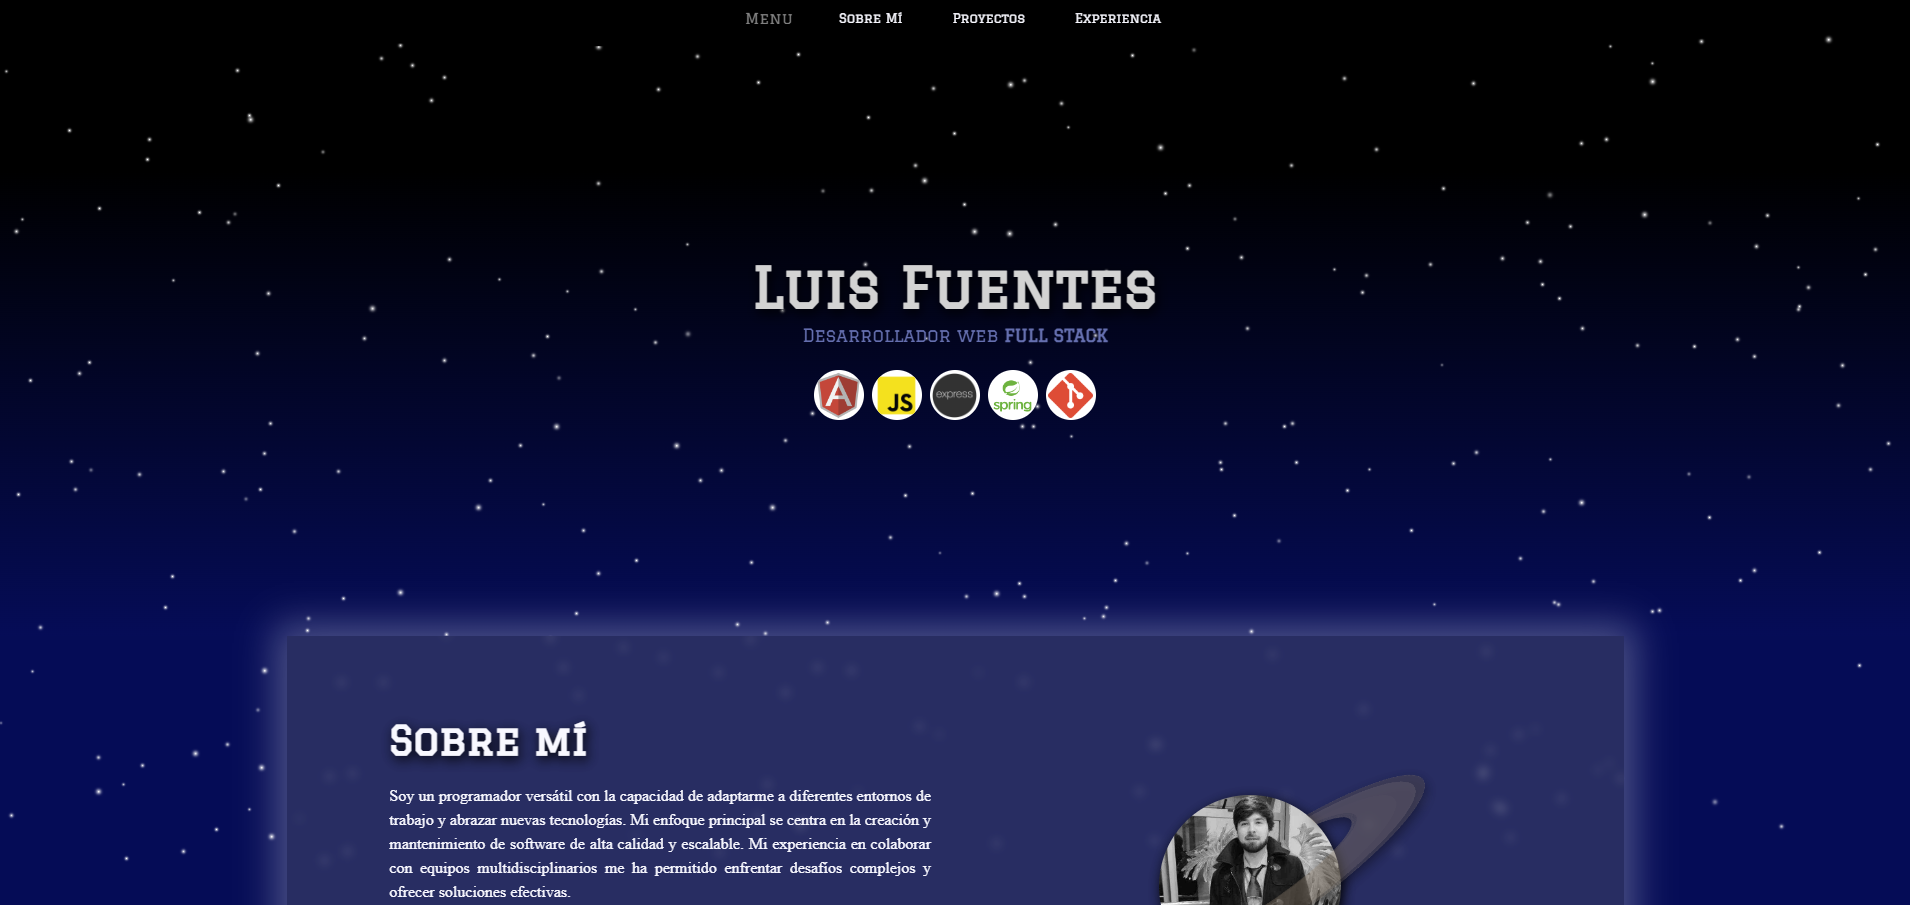 Menu Sobre Mí Proyectos Experiencia
Luis Fuentes
Desarrollador web FULL STACK
A JS express spring
Sobre mí
Soy un programador versátil con la capacidad de adaptarme a diferentes entornos de
trabajo y abrazar nuevas tecnologías. Mi enfoque principal se centra en la creación y
mantenimiento de software de alta calidad y escalable. Mi experiencia en colaborar
con equipos multidisciplinarios me ha permitido enfrentar desafíos complejos y
ofrecer soluciones efectivas.